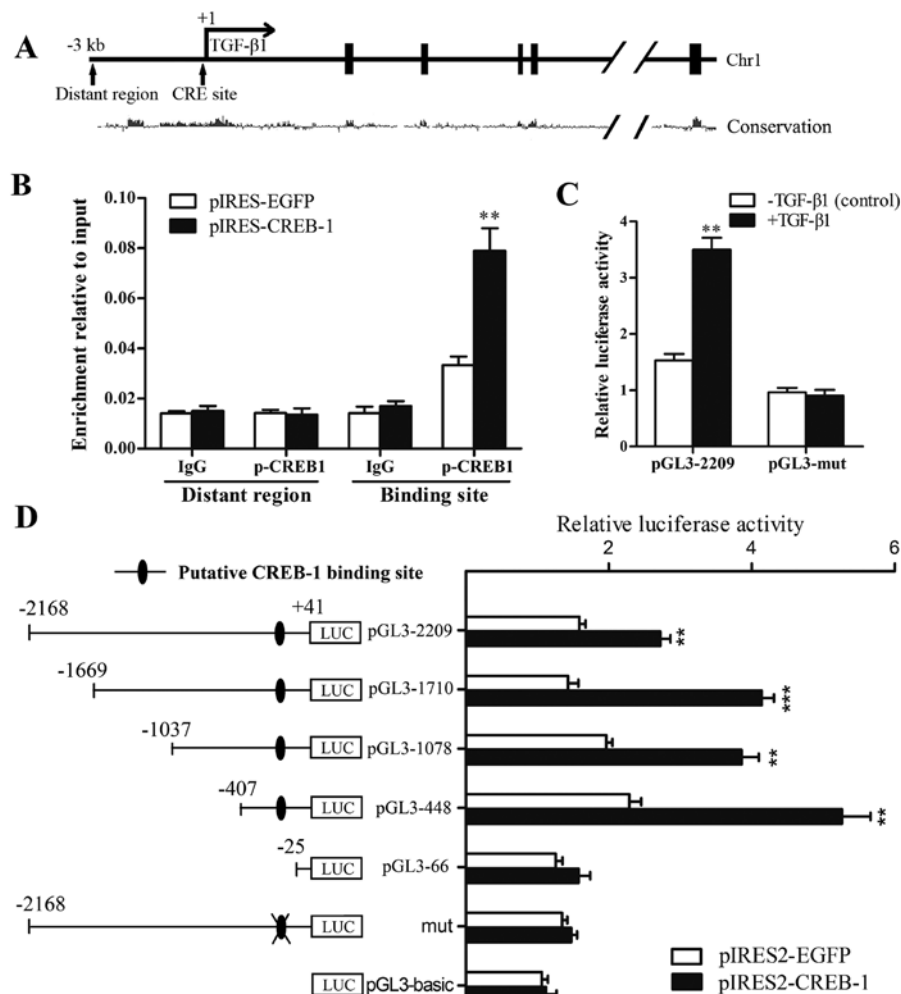 A
-3 kb
+1
TGF-β1
Chr1
Distant region
CRE site
Conservation
B
pIRES-EGFP
pIRES-CREB-1
Enrichment relative to input
0.10
0.08
0.06
0.04
0.02
0.00
**
IgG
p-CREB1
IgG
p-CREB1
Distant region
Binding site
C
-TGF-β1 (control)
+TGF-β1
Relative luciferase activity
4
3
2
1
0
**
pGL3-2209
pGL3-mut
D
Relative luciferase activity
2
4
6
Putative CREB-1 binding site
-2168
+41
LUC
pGL3-2209
**
-1669
LUC
pGL3-1710
***
-1037
LUC
pGL3-1078
**
-407
LUC
pGL3-448
**
-25
LUC
pGL3-66
-2168
LUC
mut
LUC
pGL3-basic
pIRES2-EGFP
pIRES2-CREB-1